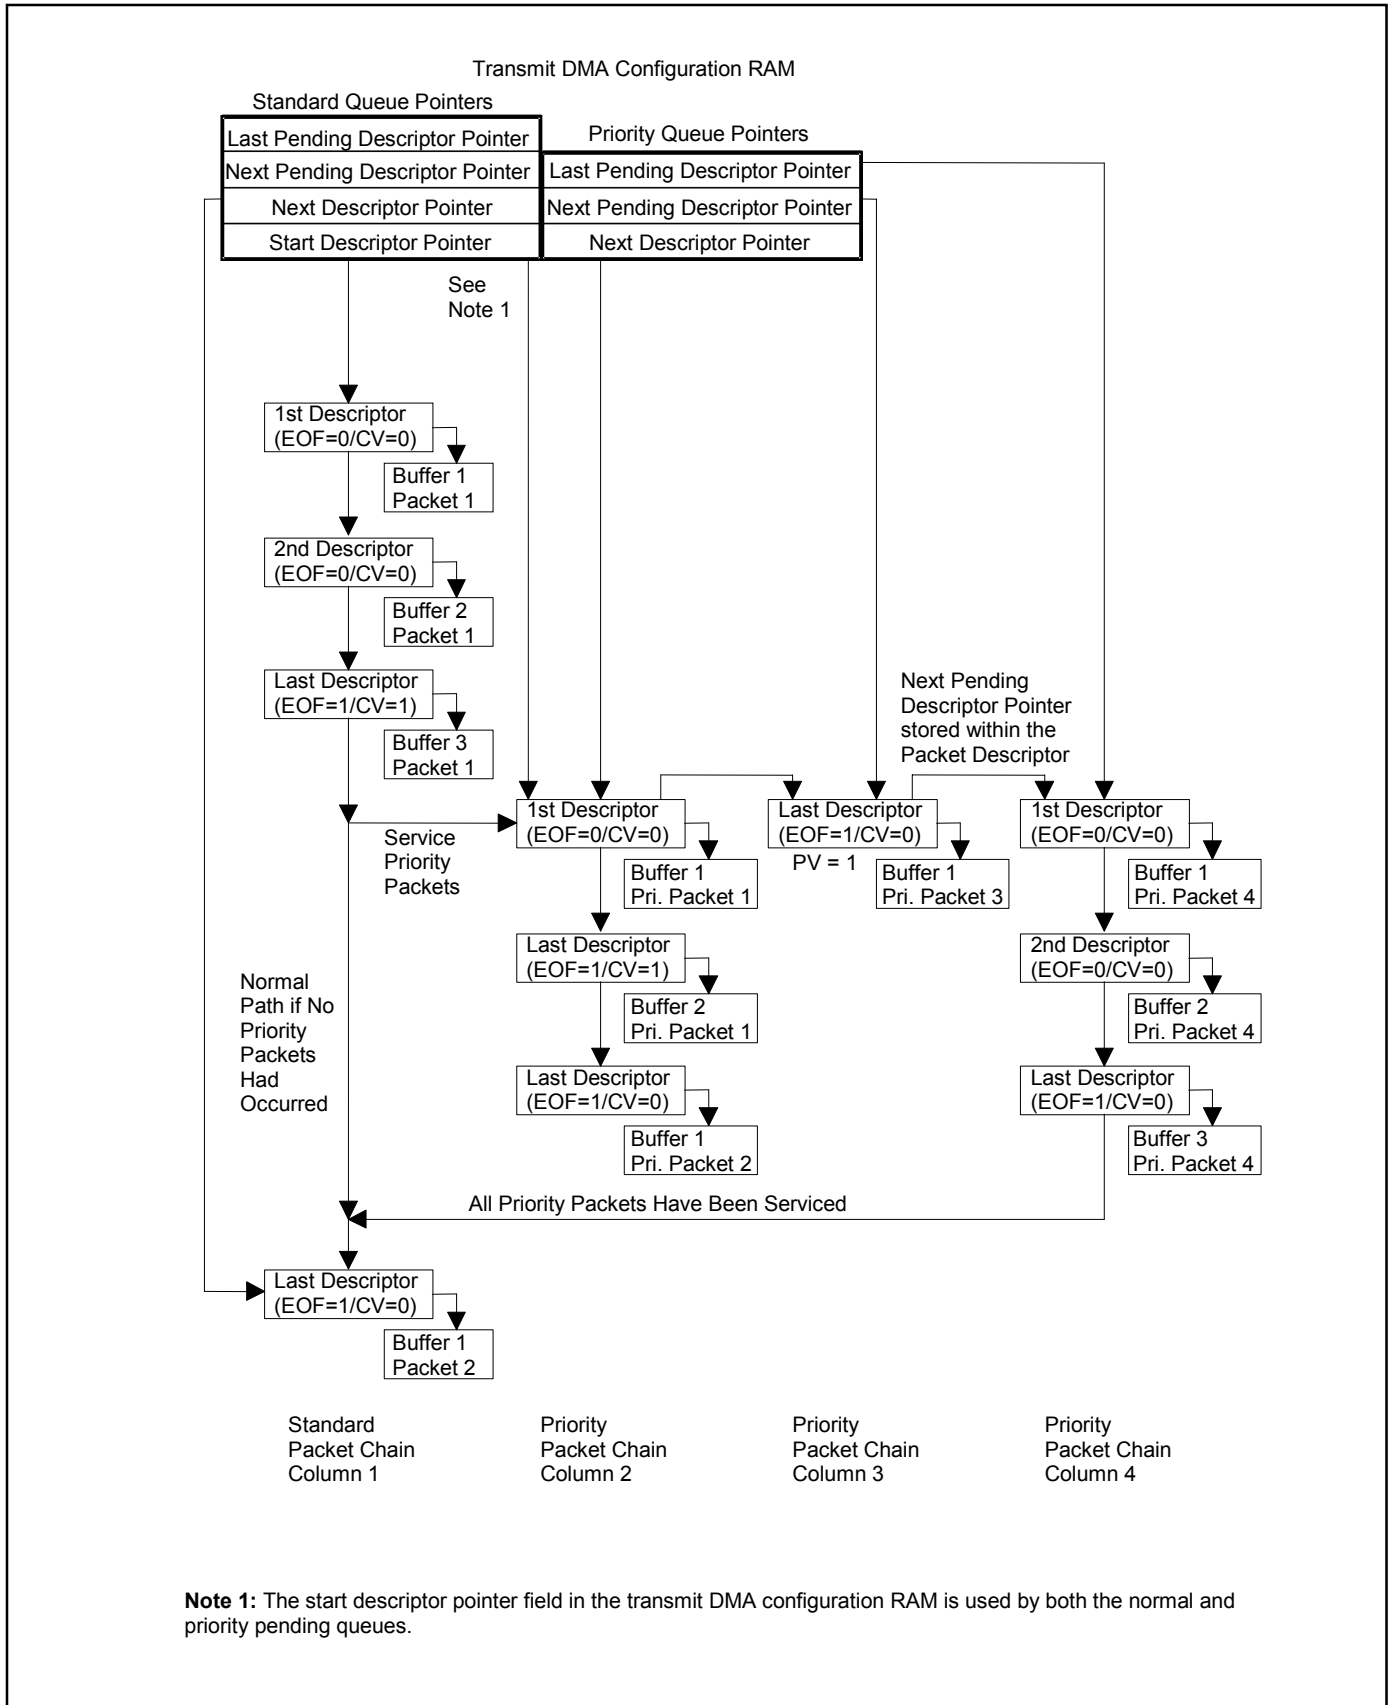 Transmit DMA Configuration RAM
Standard Queue Pointers
Last Pending Descriptor Pointer
Next Pending Descriptor Pointer
Next Descriptor Pointer
Start Descriptor Pointer
Priority Queue Pointers
Last Pending Descriptor Pointer
Next Pending Descriptor Pointer
Next Descriptor Pointer
See
Note 1
1st Descriptor
(EOF=0/CV=0)
Buffer 1
Packet 1
2nd Descriptor
(EOF=0/CV=0)
Buffer 2
Packet 1
Last Descriptor
(EOF=1/CV=1)
Buffer 3
Packet 1
Next Pending
Descriptor Pointer
stored within the
Packet Descriptor
Service
Priority
Packets
1st Descriptor
(EOF=0/CV=0)
Buffer 1
Pri. Packet 1
Last Descriptor
(EOF=1/CV=1)
Buffer 2
Pri. Packet 1
Last Descriptor
(EOF=1/CV=0)
Buffer 1
Pri. Packet 2
Last Descriptor
(EOF=1/CV=0)
PV = 1
Buffer 1
Pri. Packet 3
1st Descriptor
(EOF=0/CV=0)
Buffer 1
Pri. Packet 4
2nd Descriptor
(EOF=0/CV=0)
Buffer 2
Pri. Packet 4
Last Descriptor
(EOF=1/CV=0)
Buffer 3
Pri. Packet 4
Normal
Path if No
Priority
Packets
Had
Occurred
All Priority Packets Have Been Serviced
Last Descriptor
(EOF=1/CV=0)
Buffer 1
Packet 2
Standard
Packet Chain
Column 1
Priority
Packet Chain
Column 2
Priority
Packet Chain
Column 3
Priority
Packet Chain
Column 4
Note 1: The start descriptor pointer field in the transmit DMA configuration RAM is used by both the normal and
priority pending queues.